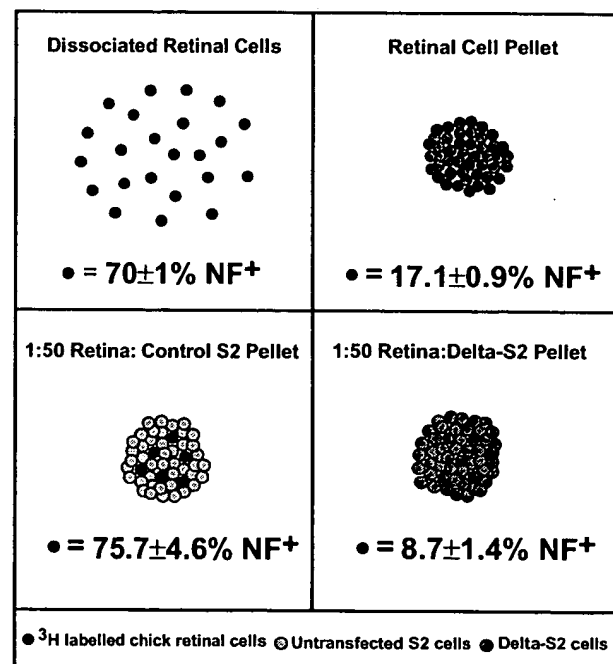 Dissociated Retinal Cells
Retinal Cell Pellet
● = 70±1% NF+
● = 17.1±0.9% NF+
1:50 Retina: Control S2 Pellet
1:50 Retina:Delta-S2 Pellet
● = 75.7±4.6% NF+
● = 8.7±1.4% NF+
● ³H labelled chick retinal cells Untransfected S2 cells Delta-S2 cells